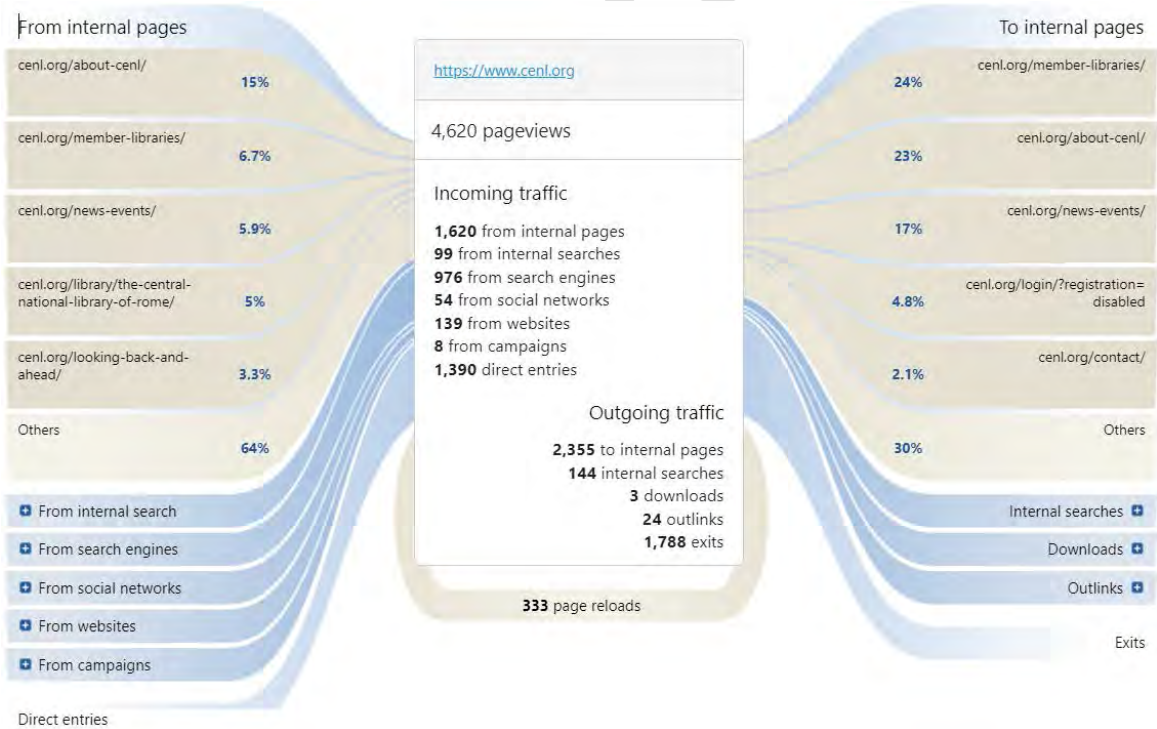 From internal pages
cenl.org/about-cenl/
15%
cenl.org/member-libraries/
6.7%
cenl.org/news-events/
5.9%
cenl.org/library/the-central-
national-library-of-rome/
5%
cenl.org/looking-back-and-
ahead/
3.3%
Others
64%
From internal search
From search engines
From social networks
From websites
From campaigns
Direct entries
https://www.cenl.org
4,620 pageviews
Incoming traffic
1,620 from internal pages
99 from internal searches
976 from search engines
54 from social networks
139 from websites
8 from campaigns
1,390 direct entries
Outgoing traffic
2,355 to internal pages
144 internal searches
3 downloads
24 outlinks
1,788 exits
333 page reloads
To internal pages
cenl.org/member-libraries/
24%
cenl.org/about-cenl/
23%
cenl.org/news-events/
17%
cenl.org/login/?registration=
disabled
4.8%
cenl.org/contact/
2.1%
Others
30%
Internal searches
Downloads
Outlinks
Exits